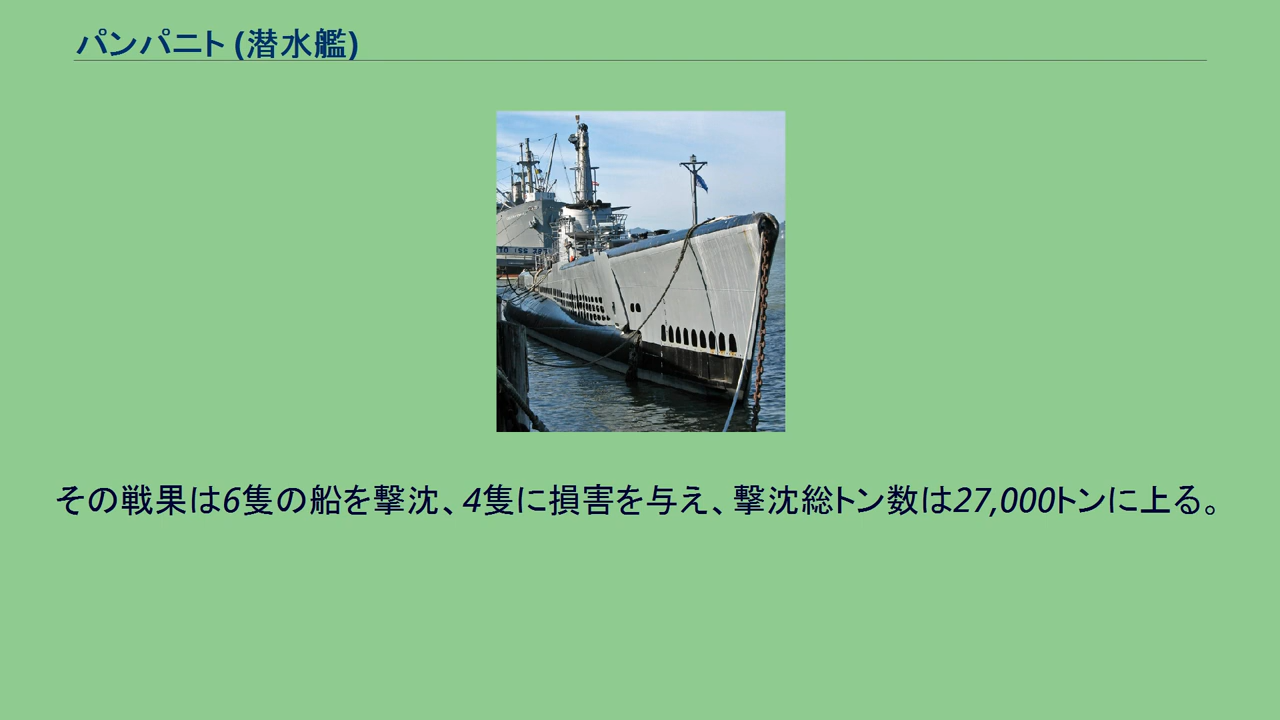 パンパニト (潜水艦)
その戦果は6隻の船を撃沈、4隻に損害を与え、撃沈総トン数は27,000トンに上る。